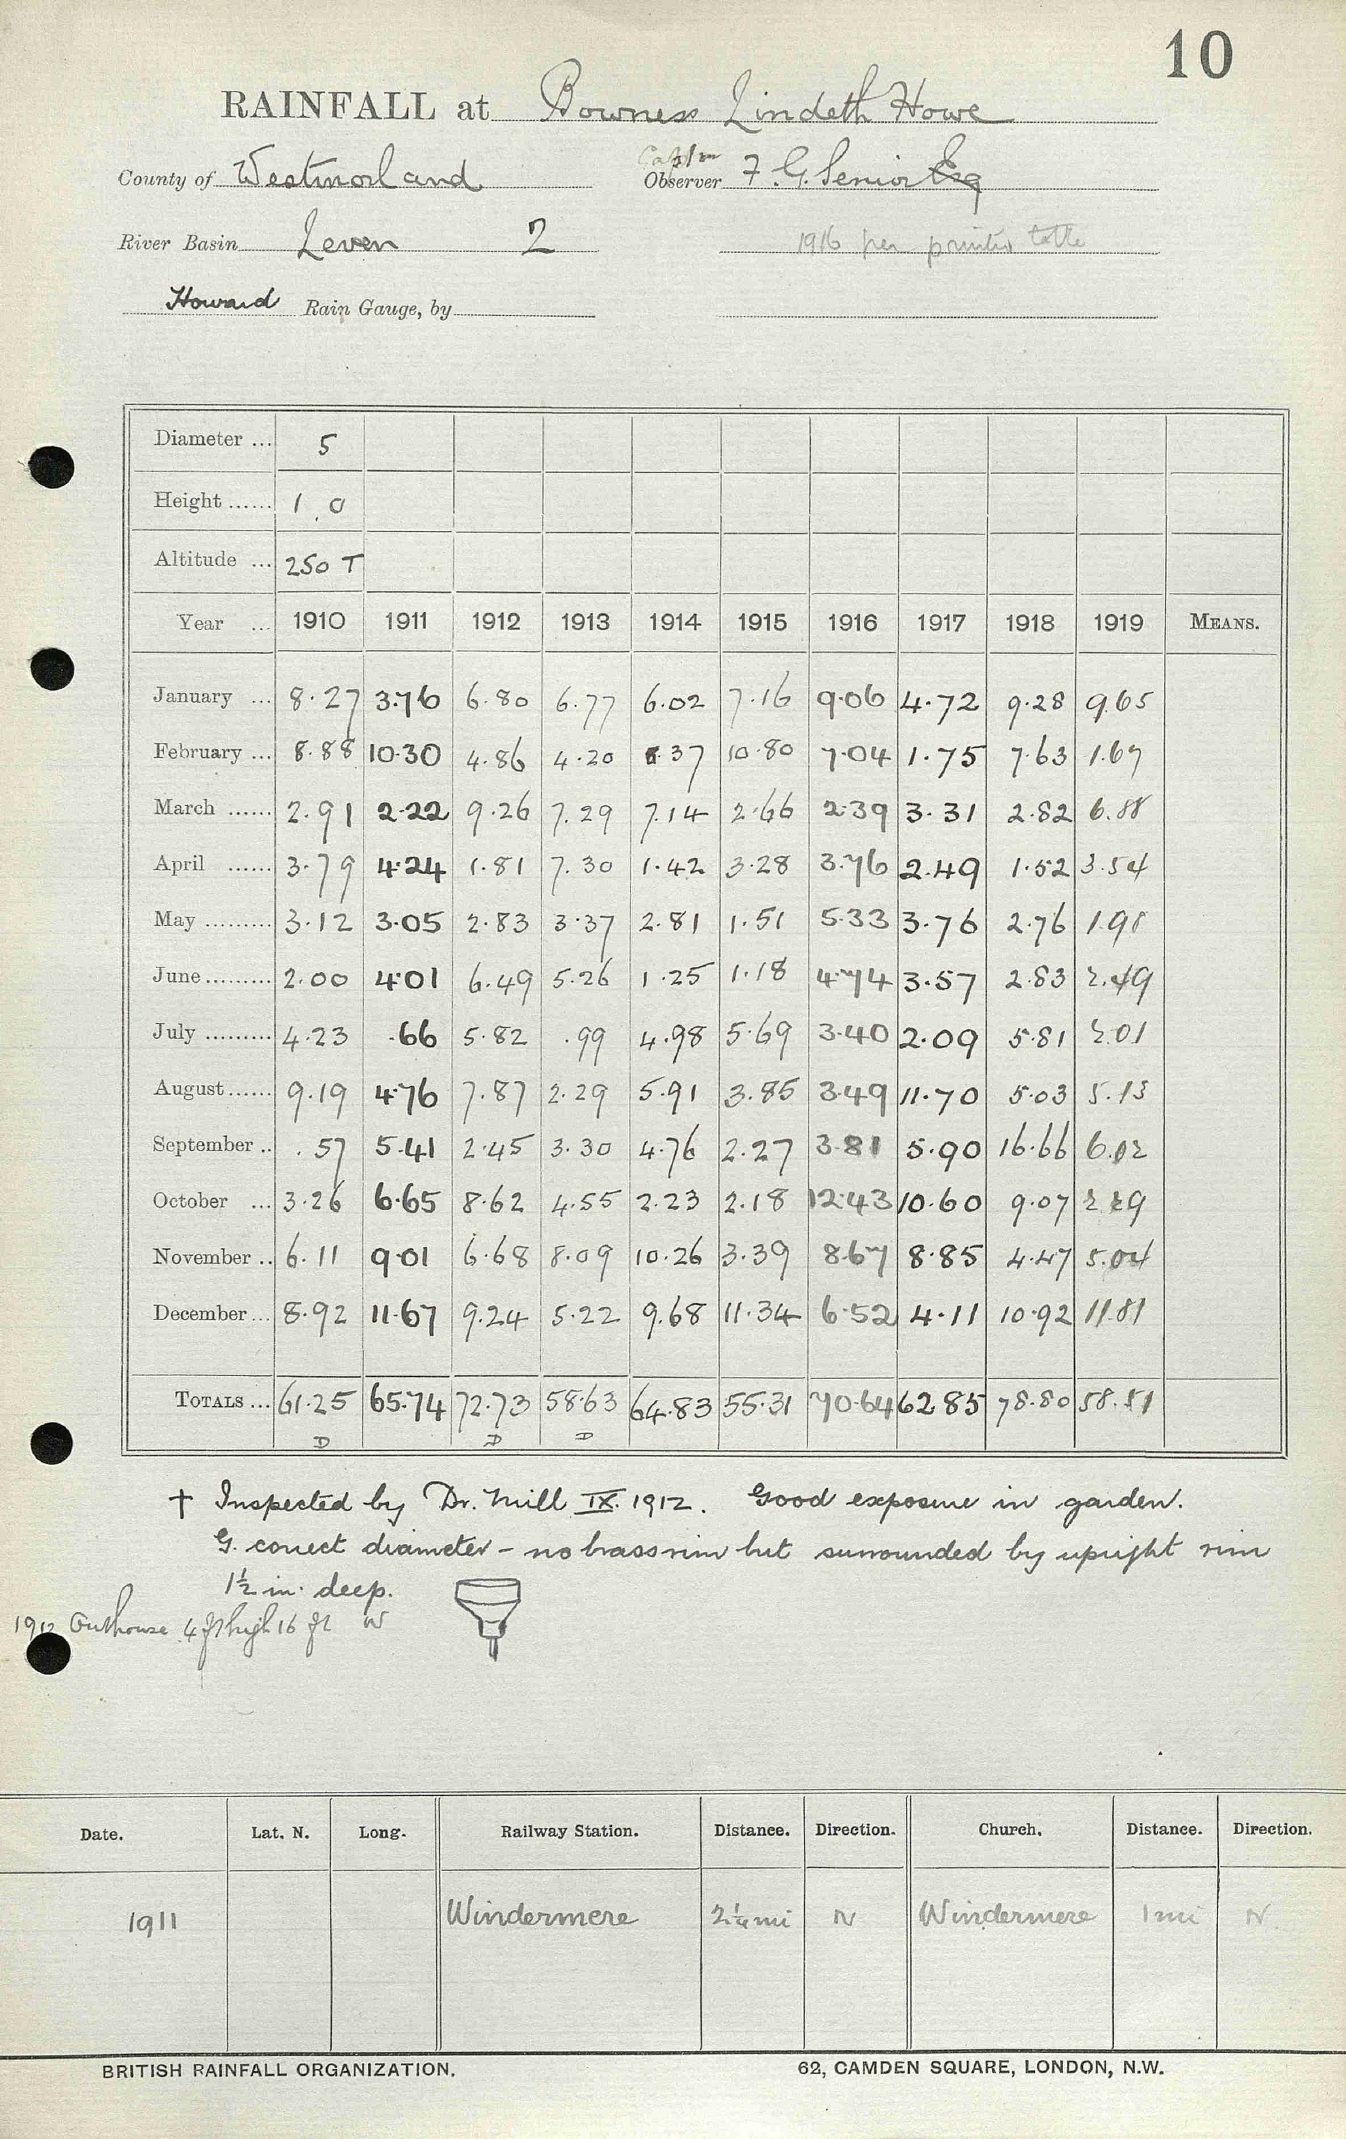 10
RAINFALL at Bowness Lindeth Howe
County of Westmorland Captn Observer F. G. Senior Esq
River Basin Leven 2 1916 per printed table
Howard Rain Gauge, by
Diameter ... 5
Height ...... 1 . 0
Altitude ... 250 T
Year ... 1910 1911 1912 1913 1914 1915 1916 1917 1918 1919 MEANS.
January ... 8.27 3.76 6.80 6.77 6.02 7.16 9.06 4.72 9.28 9.65
February ... 8.88 10.30 4.86 4.20 8.37 10.80 7.04 1.75 7.63 1.67
March ...... 2.91 2.22 9.26 7.29 7.14 2.66 2.39 3.31 2.82 6.88
April ...... 3.79 4.24 1.81 7.30 1.42 3.28 3.76 2.49 1.52 3.54
May ......... 3.12 3.05 2.83 3.37 2.81 1.51 5.33 3.76 2.76 1.98
June ......... 2.00 4.01 6.49 5.26 1.25 1.18 4.74 3.57 2.83 2.49
July ......... 4.23 .66 5.82 .99 4.98 5.69 3.40 2.09 5.81 2.01
August ...... 9.19 4.76 7.87 2.29 5.91 3.85 3.49 11.70 5.03 5.13
September .. .57 5.41 2.45 3.30 4.76 2.27 3.81 5.90 16.66 6.02
October ... 3.26 6.65 8.62 4.55 2.23 2.18 12.43 10.60 9.07 2.29
November .. 6.11 9.01 6.68 8.09 10.26 3.39 8.67 8.85 4.47 5.04
December ... 8.92 11.67 9.24 5.22 9.68 11.34 6.52 4.11 10.92 11.81
TOTALS ... 61.25 65.74 72.73 58.63 64.83 55.31 70.64 62.85 78.80 58.51
D D D
† Inspected by Dr. Mill IX. 1912. Good exposure in garden.
G. correct diameter - no brass rim but surrounded by upright rim
1½ in. deep.
1912 Outhouse 4 ft high 16 ft W
Date. Lat. N. Long. Railway Station. Distance. Direction. Church. Distance. Direction.
1911 Windermere 2¼ mi N Windermere 1 mi N.
BRITISH RAINFALL ORGANIZATION. 62, CAMDEN SQUARE, LONDON, N.W.